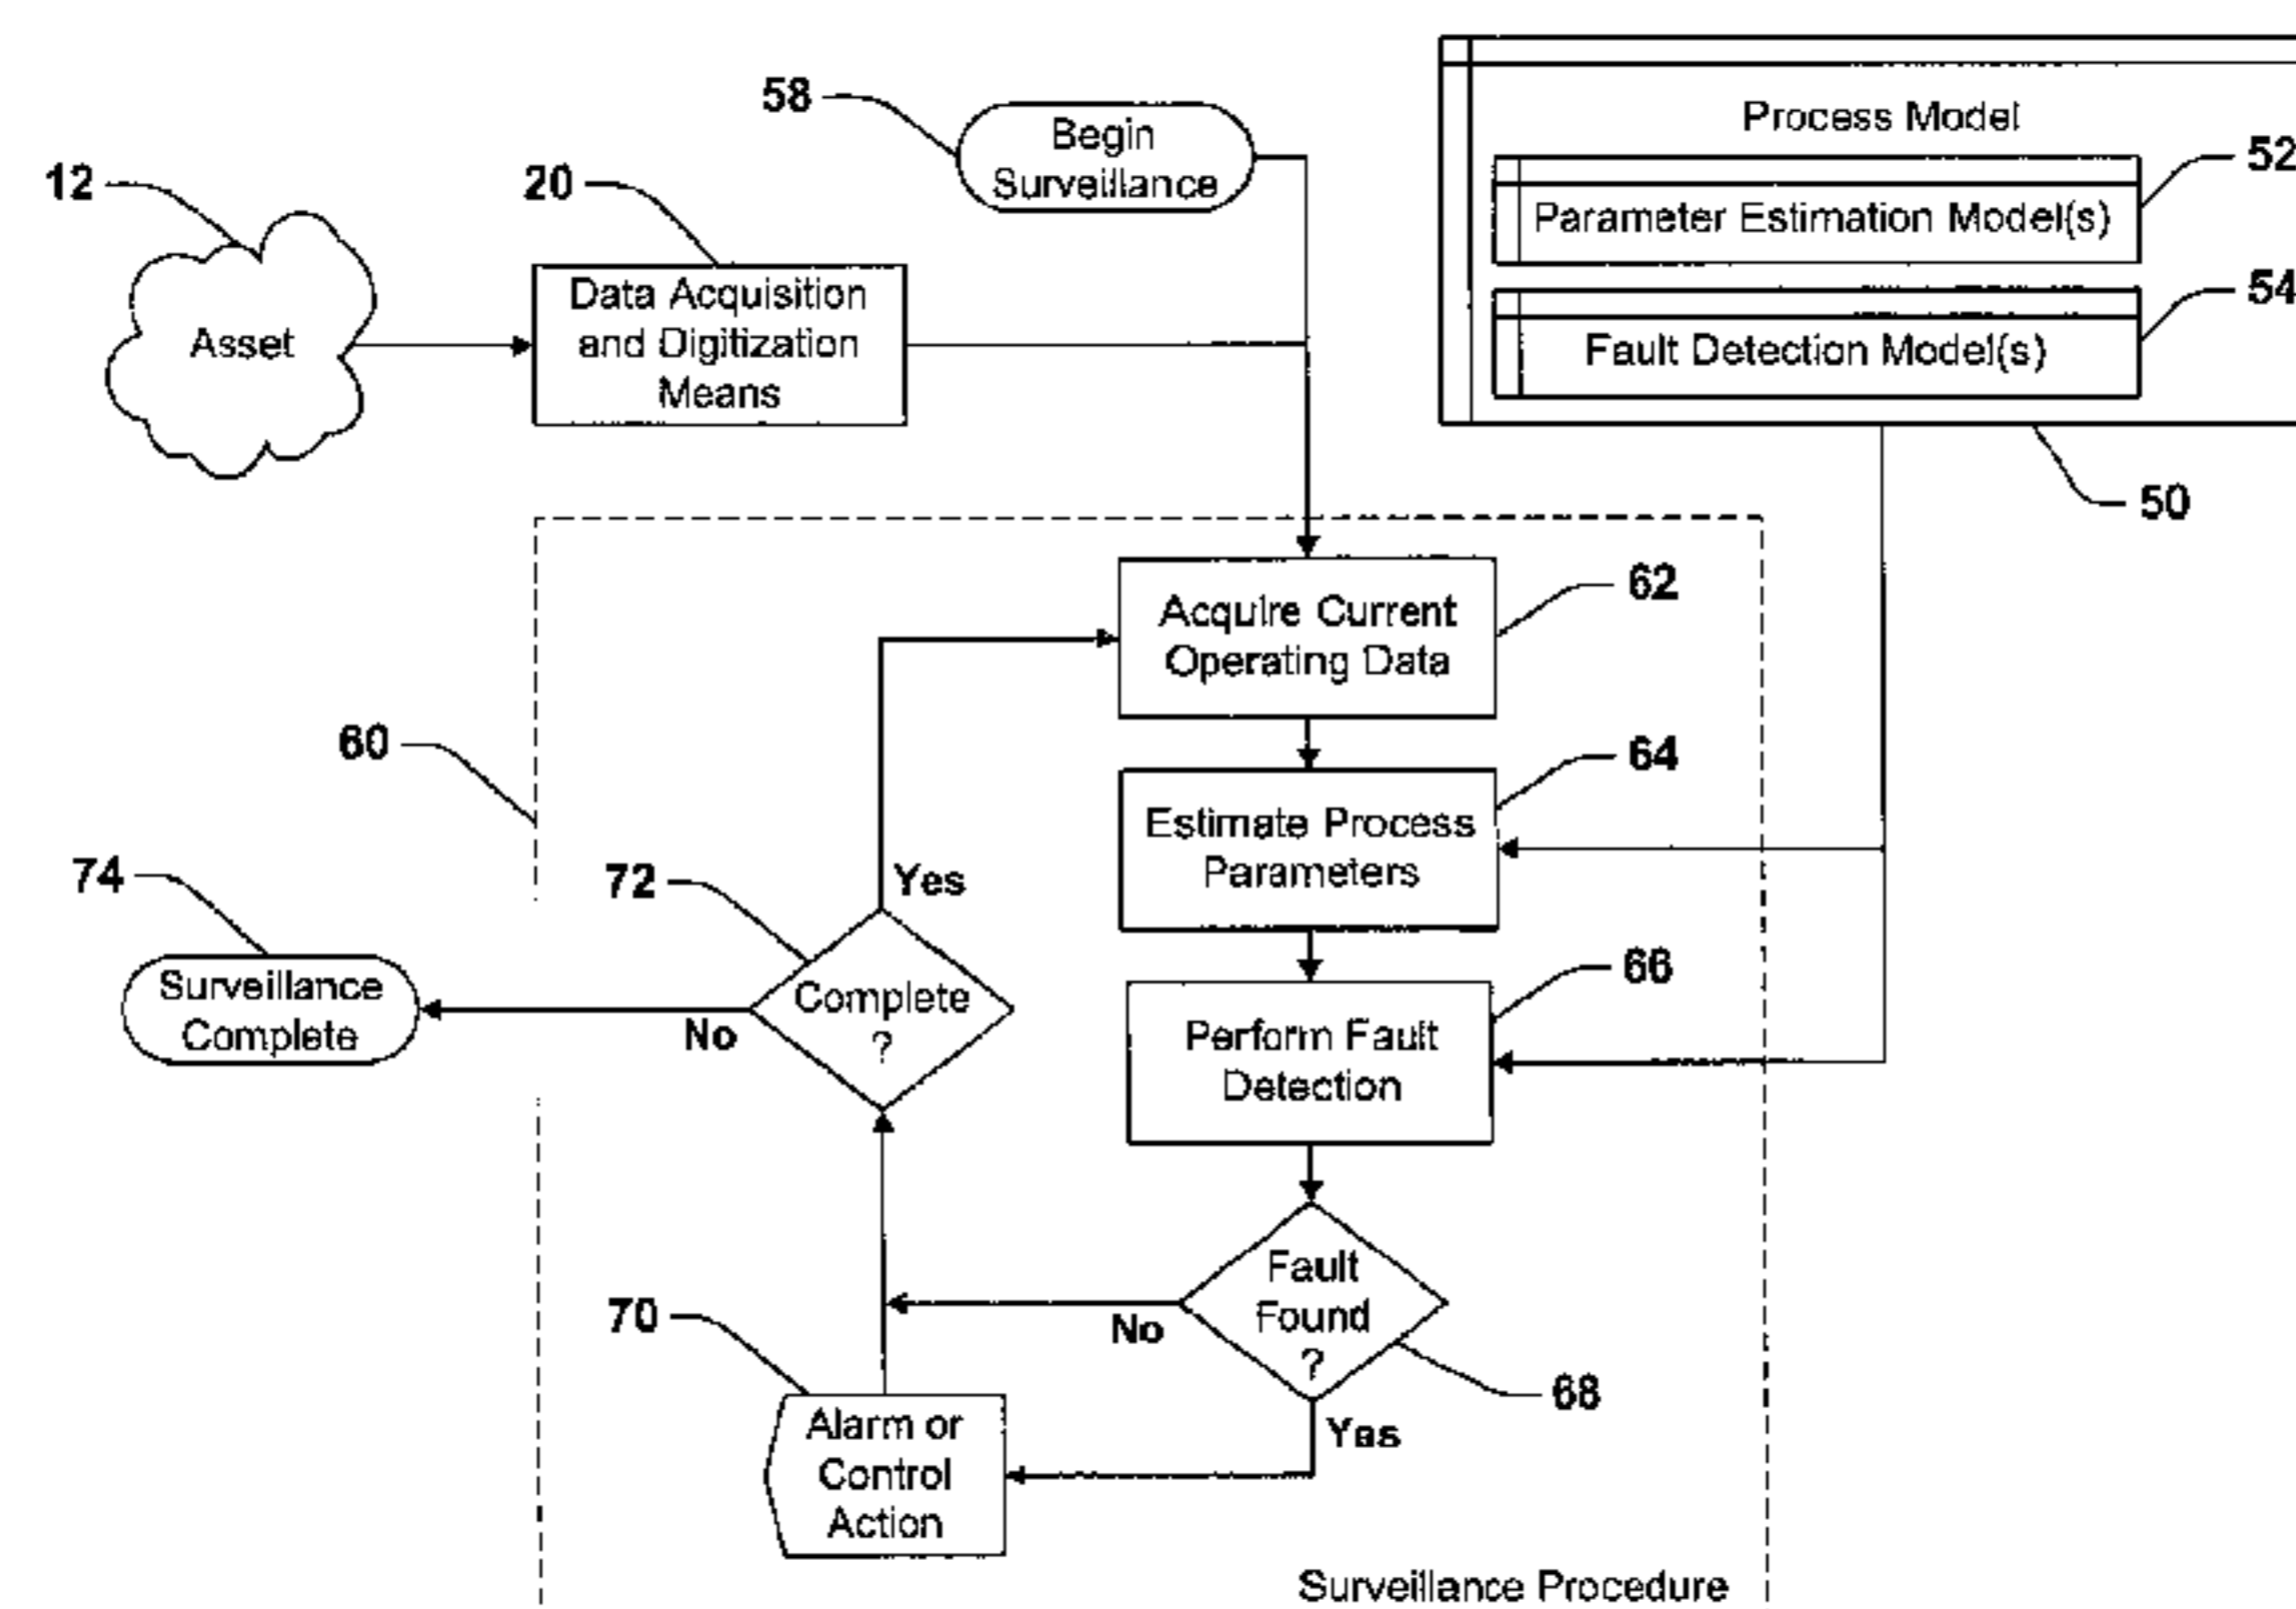 58
Begin
Surveillance
Process Model
52
Parameter Estimation Model(s)
54
Fault Detection Model(s)
50
12
Asset
20
Data Acquisition
and Digitization
Means
62
Acquire Current
Operating Data
60
64
Estimate Process
Parameters
74
Surveillance
Complete
72
Yes
Complete
?
No
66
Perform Fault
Detection
Fault
Found
?
No
68
Yes
70
Alarm or
Control
Action
Surveillance Procedure